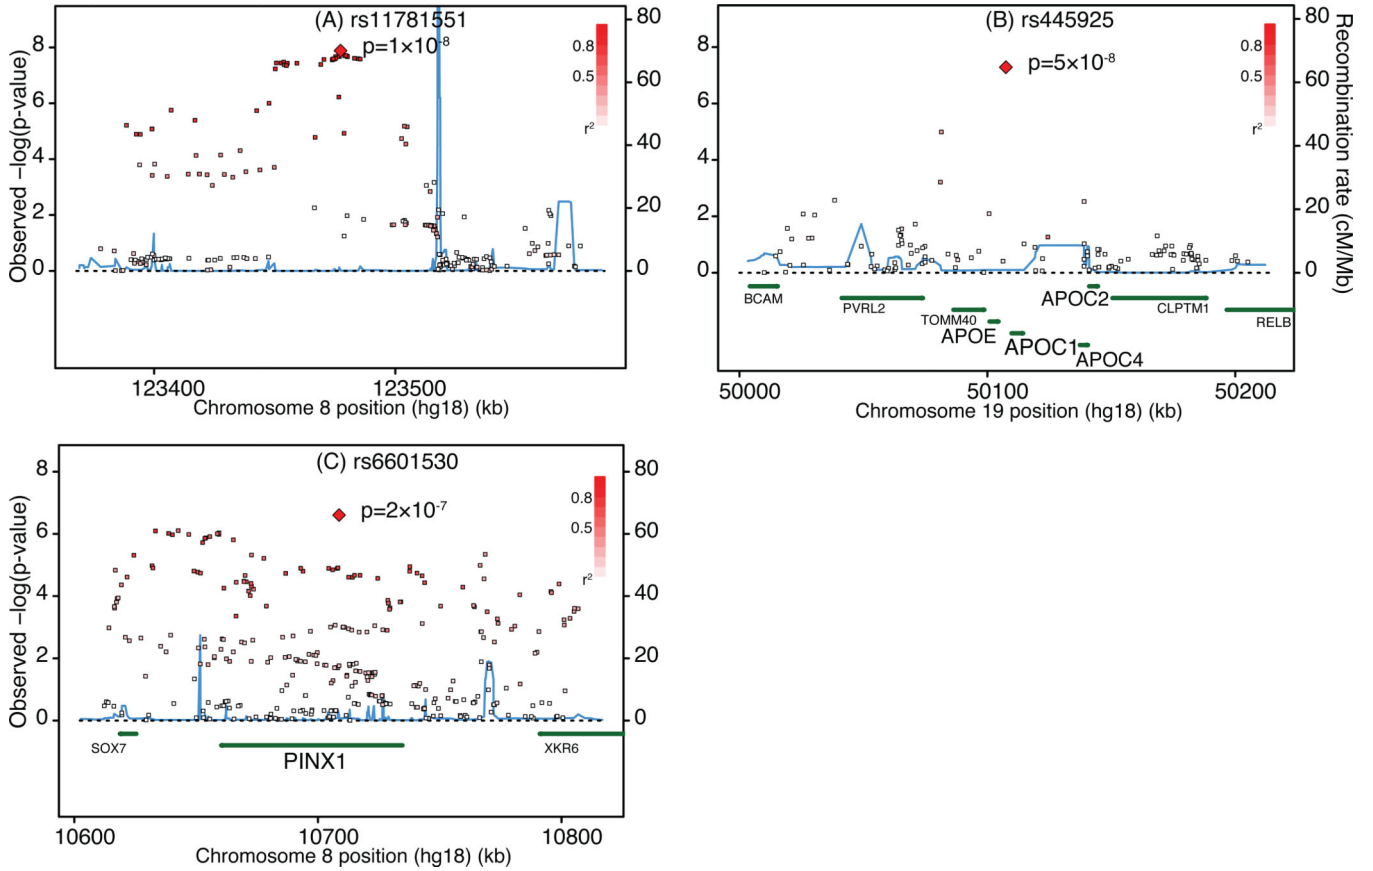 (A) rs11781551
p=1×10-8
Observed −log(p-value)
8
6
4
2
0
80
60
40
20
0
0.8
0.5
r2
123400
123500
Chromosome 8 position (hg18) (kb)
(B) rs445925
p=5×10-8
8
6
4
2
0
80
60
40
20
0
Recombination rate (cM/Mb)
0.8
0.5
r2
BCAM
PVRL2
TOMM40
APOE
APOC1
APOC2
APOC4
CLPTM1
RELB
50000
50100
50200
Chromosome 19 position (hg18) (kb)
(C) rs6601530
p=2×10-7
Observed −log(p-value)
8
6
4
2
0
80
60
40
20
0
0.8
0.5
r2
SOX7
PINX1
XKR6
10600
10700
10800
Chromosome 8 position (hg18) (kb)